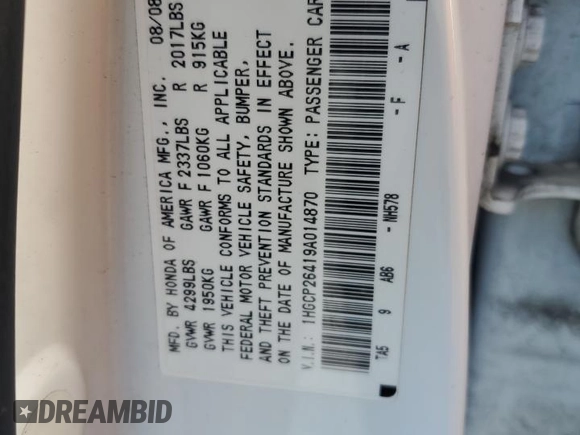 MFD. BY HONDA OF AMERICA MFG., INC. 08/08
GVWR 4299LBS GAWR F 2337LBS R 2017LBS
GVWR 1950KG GAWR F 1060KG R 915KG
THIS VEHICLE CONFORMS TO ALL APPLICABLE
FEDERAL MOTOR VEHICLE SAFETY, BUMPER,
AND THEFT PREVENTION STANDARDS IN EFFECT
ON THE DATE OF MANUFACTURE SHOWN ABOVE.
V.I.N.: 1HGCP26419A014870 TYPE: PASSENGER CAR
TA5 9 AB6 - NH578 - F - A
DREAMBID